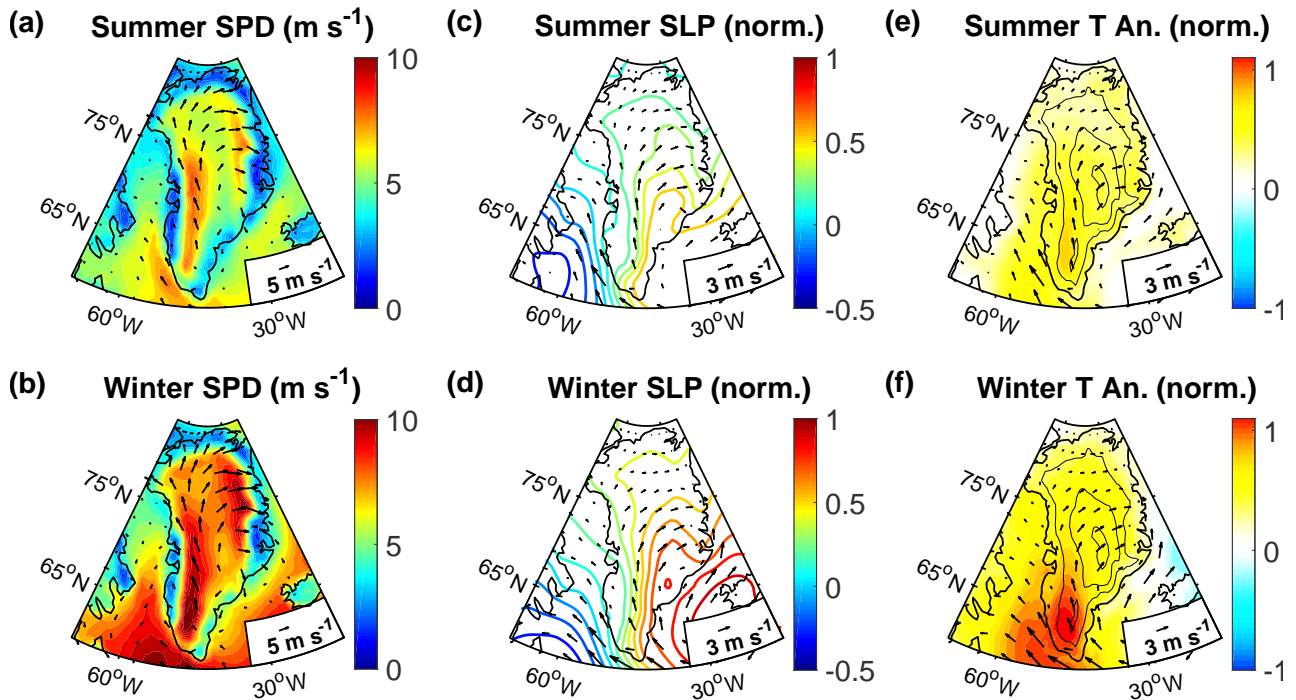 (a) Summer SPD (m s⁻¹)
10
5
0
75°N
65°N
60°W
30°W
5 m s⁻¹
(c) Summer SLP (norm.)
1
0.5
0
-0.5
75°N
65°N
60°W
30°W
3 m s⁻¹
(e) Summer T An. (norm.)
1
0
-1
75°N
65°N
60°W
30°W
3 m s⁻¹
(b) Winter SPD (m s⁻¹)
10
5
0
75°N
65°N
60°W
30°W
5 m s⁻¹
(d) Winter SLP (norm.)
1
0.5
0
-0.5
75°N
65°N
60°W
30°W
3 m s⁻¹
(f) Winter T An. (norm.)
1
0
-1
75°N
65°N
60°W
30°W
3 m s⁻¹